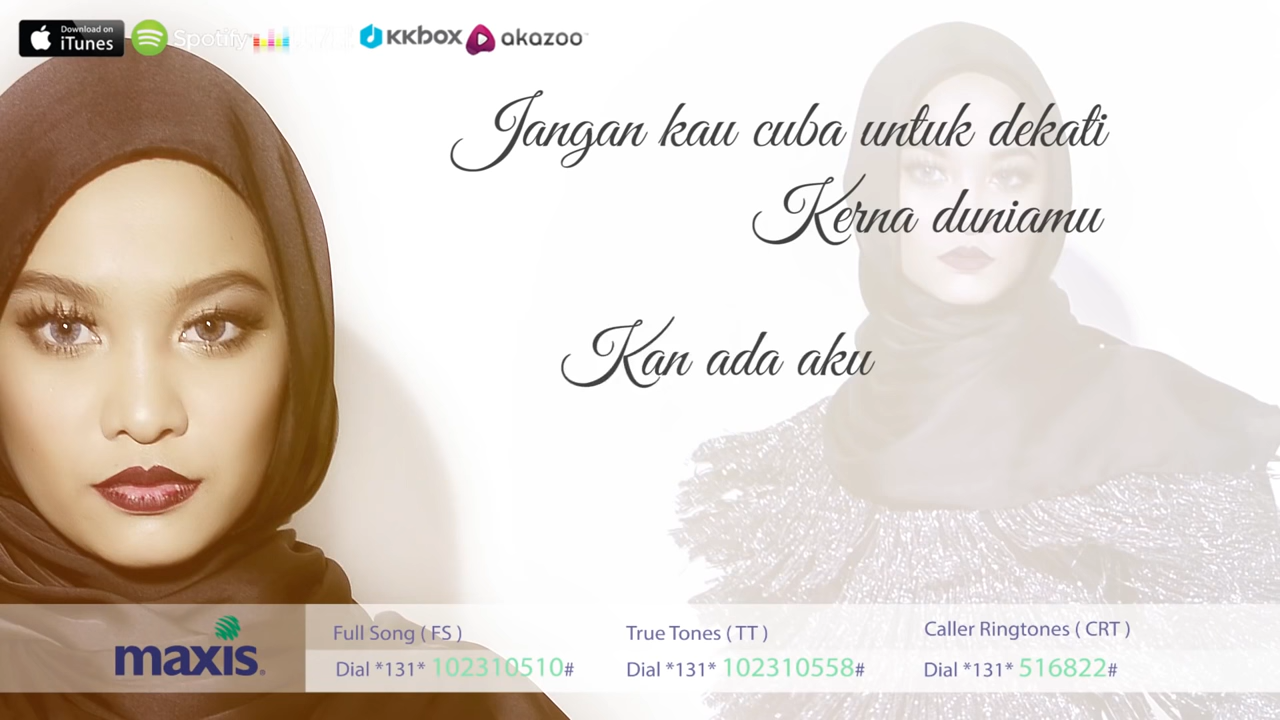 Download on
iTunes
Spotify
KKBOX
akazoo
Jangan kau cuba untuk dekati
Kerna duniamu
Kan ada aku
maxis
Full Song ( FS )
Dial *131* 102310510#
True Tones ( TT )
Dial *131* 102310558#
Caller Ringtones ( CRT )
Dial *131* 516822#